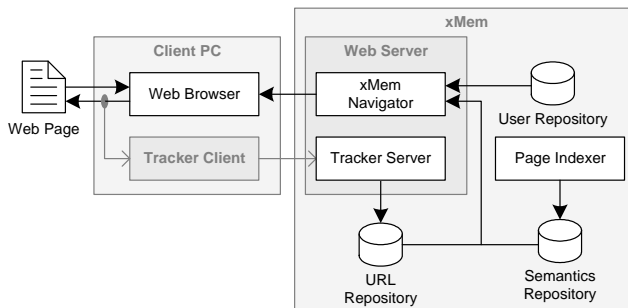 xMem
Client PC
Web Server
Web Browser
xMem
Navigator
Web Page
User Repository
Tracker Client
Tracker Server
Page Indexer
URL
Repository
Semantics
Repository